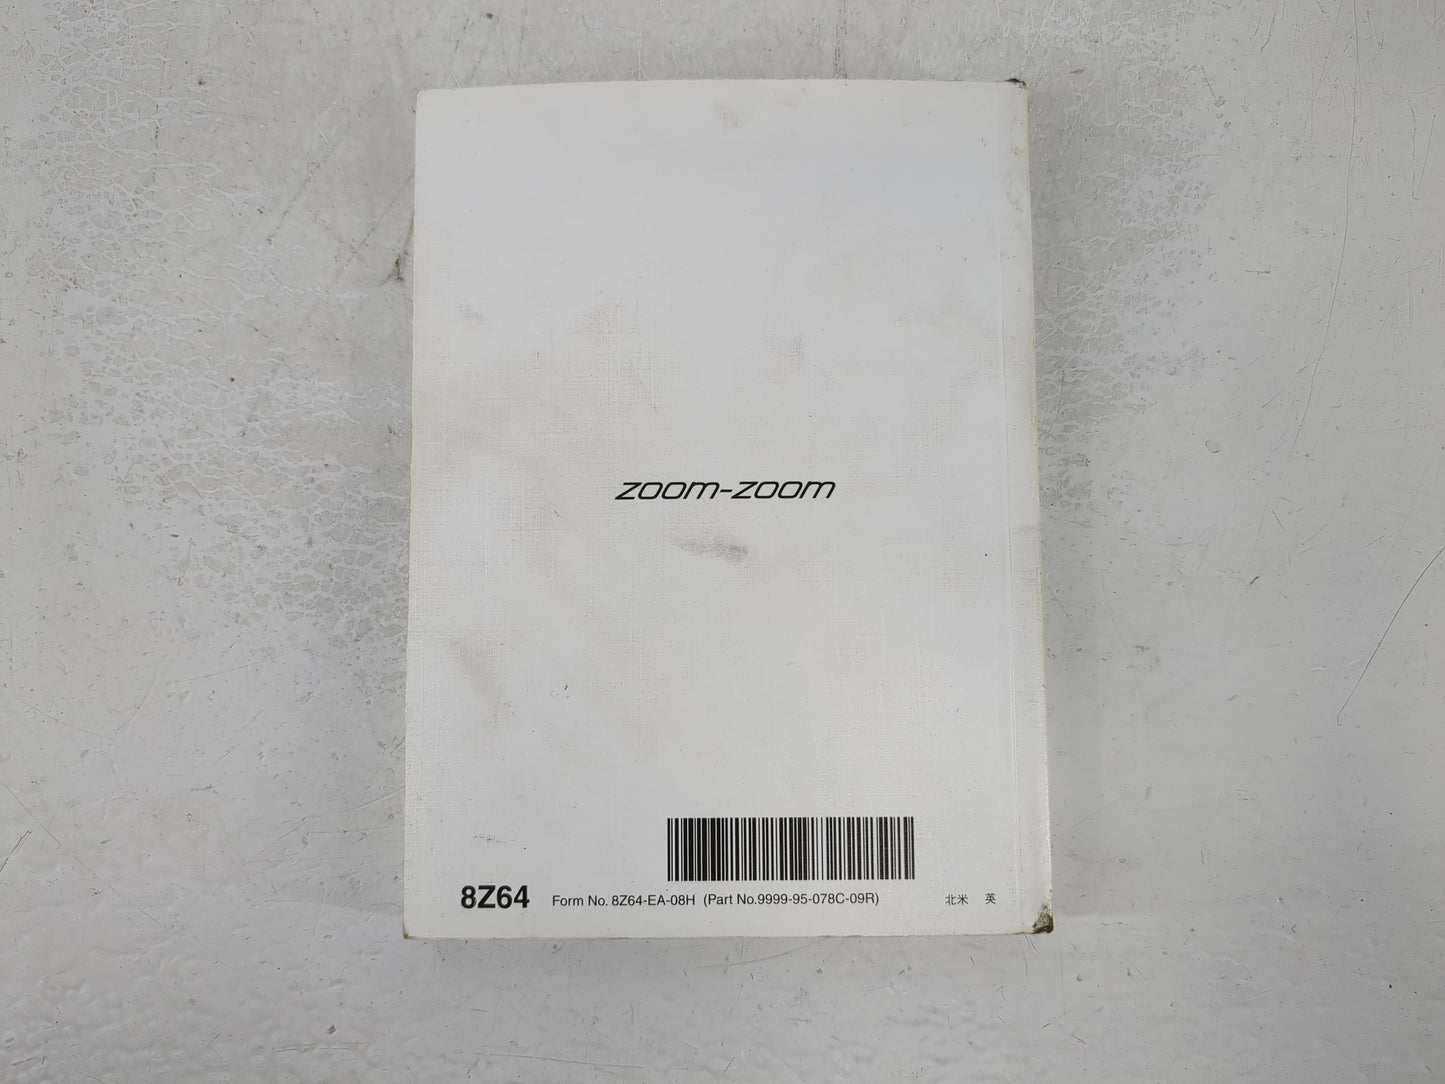 zoom-zoom
8Z64 Form No. 8Z64-EA-08H (Part No.9999-95-078C-09R) 北米 英